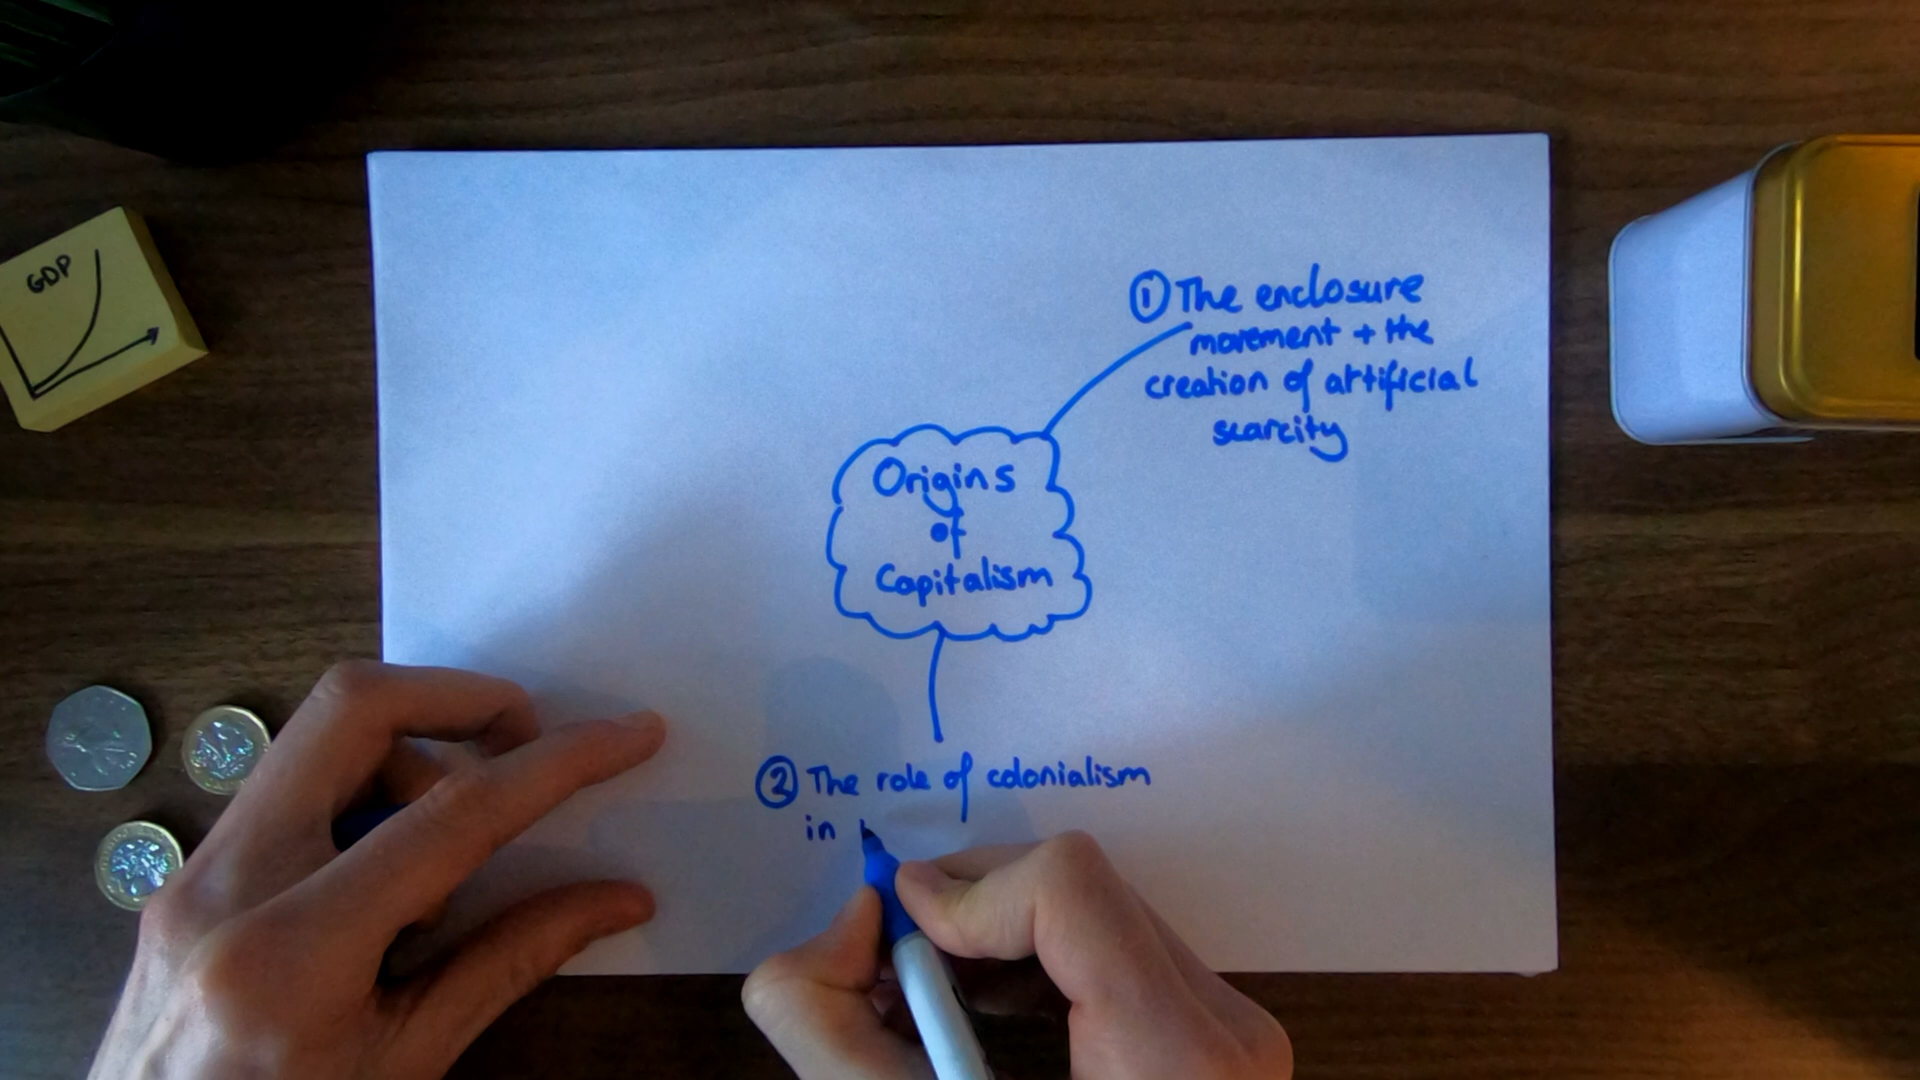 GDP
① The enclosure
movement + the
creation of artificial
scarcity
Origins
of
Capitalism
② The role of colonialism
in